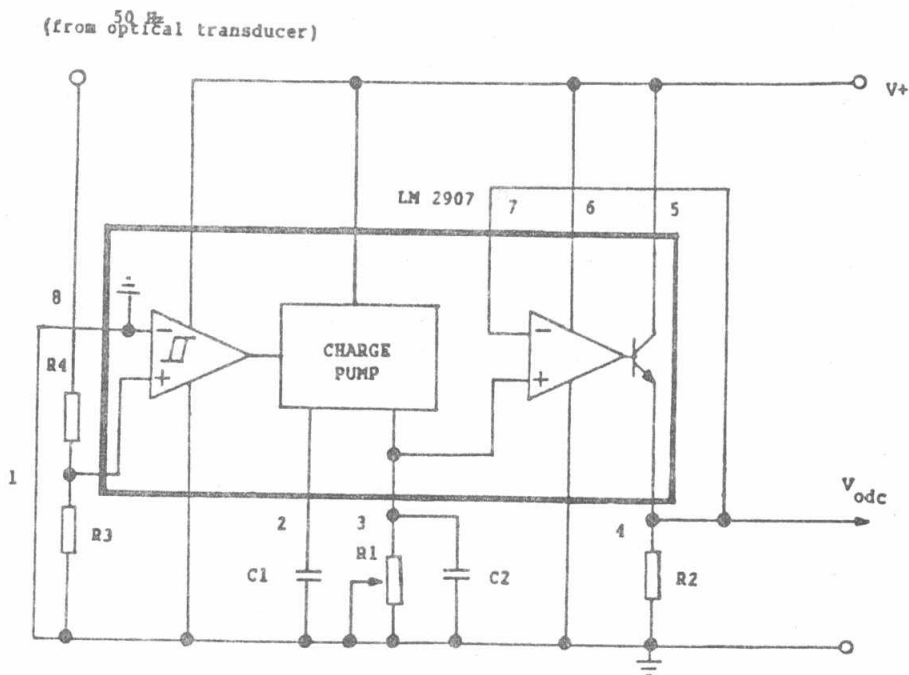 50 Hz
(from optical transducer)
V+
LM 2907
7
6
5
8
-
+
CHARGE
PUMP
-
+
R4
1
R3
2
3
4
Vodc
C1
R1
C2
R2